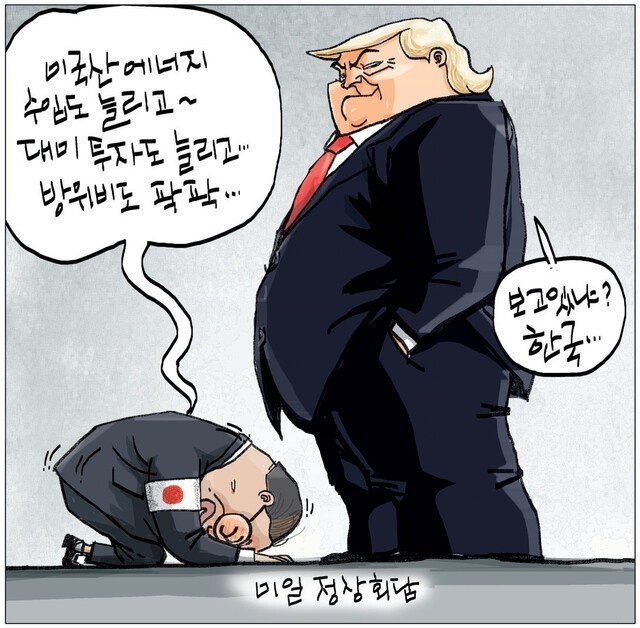 미국산 에너지
수입도 늘리고~
대미 투자도 늘리고...
방위비도 팍팍...
보고있냐?
한국...
미일 정상회담